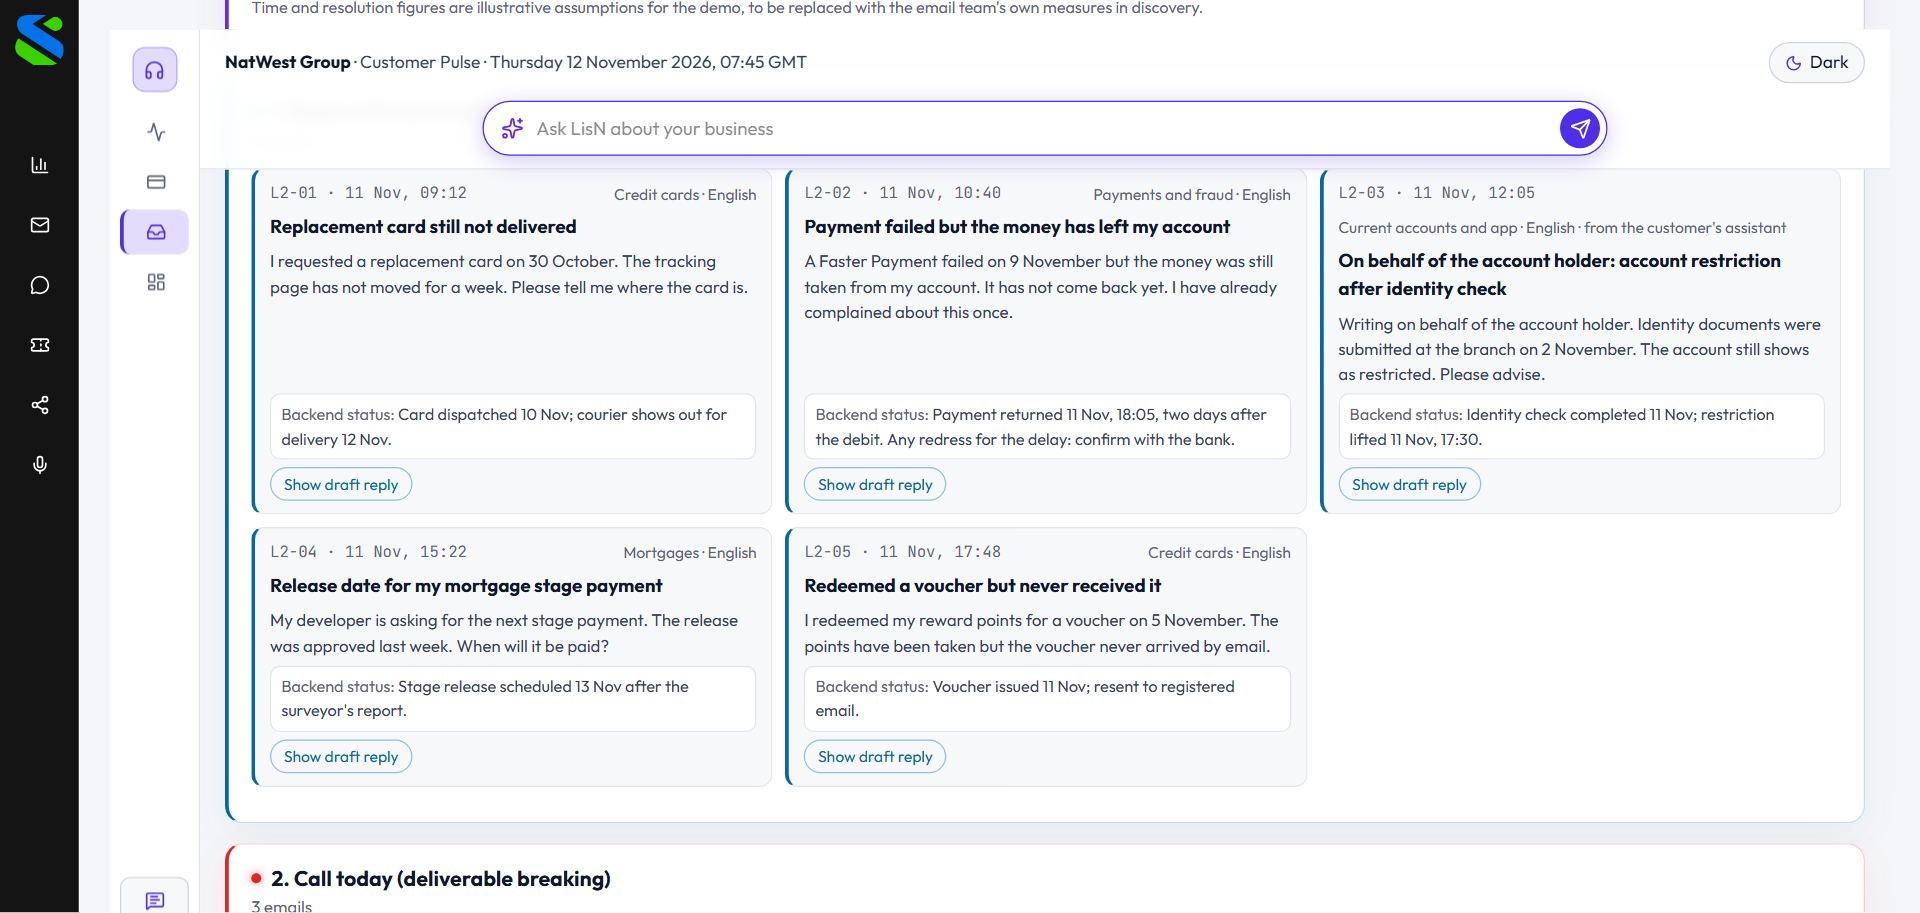 Time and resolution figures are illustrative assumptions for the demo, to be replaced with the email team's own measures in discovery.
NatWest Group · Customer Pulse · Thursday 12 November 2026, 07:45 GMT
Dark
Ask LisN about your business
L2-01 · 11 Nov, 09:12
Credit cards · English
Replacement card still not delivered
I requested a replacement card on 30 October. The tracking
page has not moved for a week. Please tell me where the card is.
Backend status: Card dispatched 10 Nov; courier shows out for
delivery 12 Nov.
Show draft reply
L2-02 · 11 Nov, 10:40
Payments and fraud · English
Payment failed but the money has left my account
A Faster Payment failed on 9 November but the money was still
taken from my account. It has not come back yet. I have already
complained about this once.
Backend status: Payment returned 11 Nov, 18:05, two days after
the debit. Any redress for the delay: confirm with the bank.
Show draft reply
L2-03 · 11 Nov, 12:05
Current accounts and app · English · from the customer's assistant
On behalf of the account holder: account restriction
after identity check
Writing on behalf of the account holder. Identity documents were
submitted at the branch on 2 November. The account still shows
as restricted. Please advise.
Backend status: Identity check completed 11 Nov; restriction
lifted 11 Nov, 17:30.
Show draft reply
L2-04 · 11 Nov, 15:22
Mortgages · English
Release date for my mortgage stage payment
My developer is asking for the next stage payment. The release
was approved last week. When will it be paid?
Backend status: Stage release scheduled 13 Nov after the
surveyor's report.
Show draft reply
L2-05 · 11 Nov, 17:48
Credit cards · English
Redeemed a voucher but never received it
I redeemed my reward points for a voucher on 5 November. The
points have been taken but the voucher never arrived by email.
Backend status: Voucher issued 11 Nov; resent to registered
email.
Show draft reply
2. Call today (deliverable breaking)
3 emails